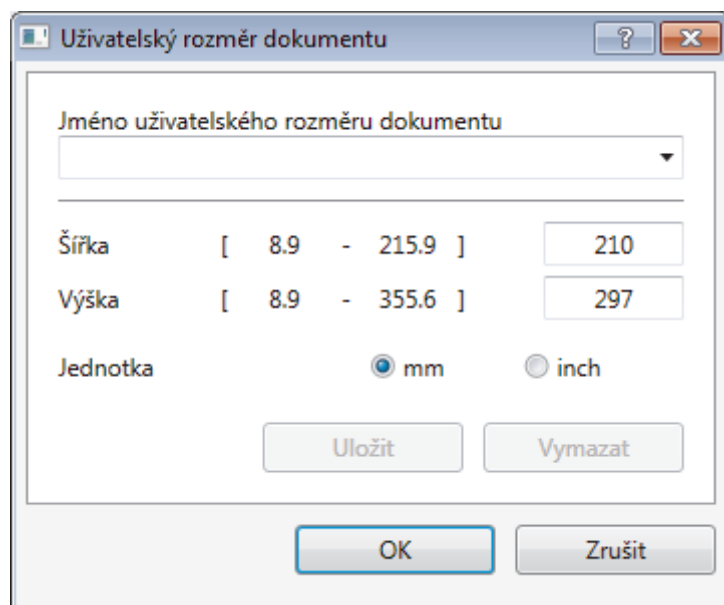 Uživatelský rozměr dokumentu
?
Jméno uživatelského rozměru dokumentu
Šířka [ 8.9 - 215.9 ] 210
Výška [ 8.9 - 355.6 ] 297
Jednotka mm inch
Uložit Vymazat
OK Zrušit